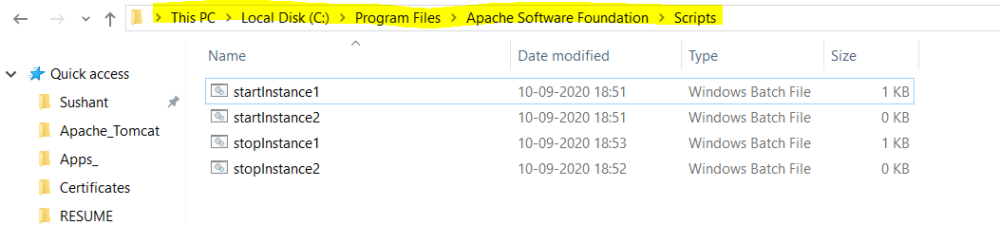 This PC > Local Disk (C:) > Program Files > Apache Software Foundation > Scripts
Name Date modified Type Size
Quick access
Sushant
Apache_Tomcat
Apps_
Certificates
RESUME
startInstance1 10-09-2020 18:51 Windows Batch File 1 KB
startInstance2 10-09-2020 18:51 Windows Batch File 0 KB
stopInstance1 10-09-2020 18:53 Windows Batch File 1 KB
stopInstance2 10-09-2020 18:52 Windows Batch File 0 KB